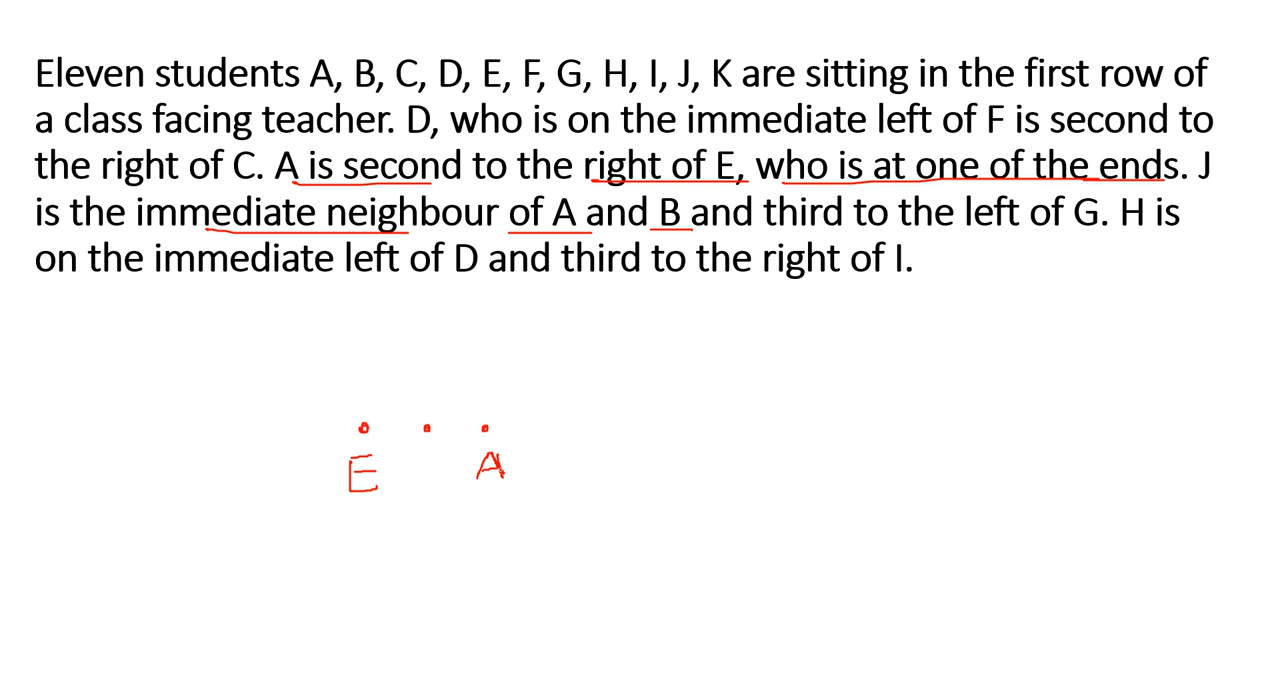 Eleven students A, B, C, D, E, F, G, H, I, J, K are sitting in the first row of
a class facing teacher. D, who is on the immediate left of F is second to
the right of C. A is second to the right of E, who is at one of the ends. J
is the immediate neighbour of A and B and third to the left of G. H is
on the immediate left of D and third to the right of I.
E A